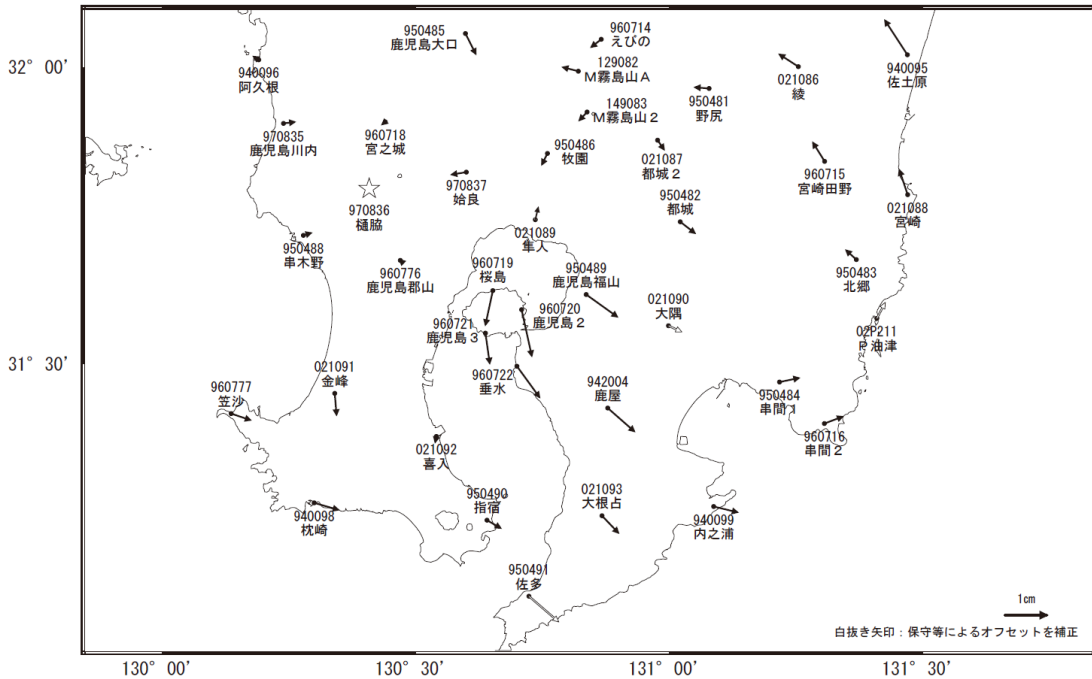 950485
鹿児島大口
960714
えびの
129082
M霧島山A
32° 00′
940096
阿久根
021086
綾
940095
佐土原
950481
野尻
149083
M霧島山2
970835
鹿児島川内
960718
宮之城
950486
牧園
021087
都城2
960715
宮崎田野
970837
姶良
970836
樋脇
950482
都城
021088
宮崎
950488
串木野
021089
隼人
960776
鹿児島郡山
960719
桜島
950489
鹿児島福山
950483
北郷
021090
大隅
960720
鹿児島2
960721
鹿児島3
02P211
P油津
31° 30′
021091
金峰
960722
垂水
942004
鹿屋
960777
笠沙
950484
串間1
960716
串間2
021092
喜入
950490
指宿
021093
大根占
940098
枕崎
940099
内之浦
950491
佐多
1cm
白抜き矢印：保守等によるオフセットを補正
130° 00′
130° 30′
131° 00′
131° 30′